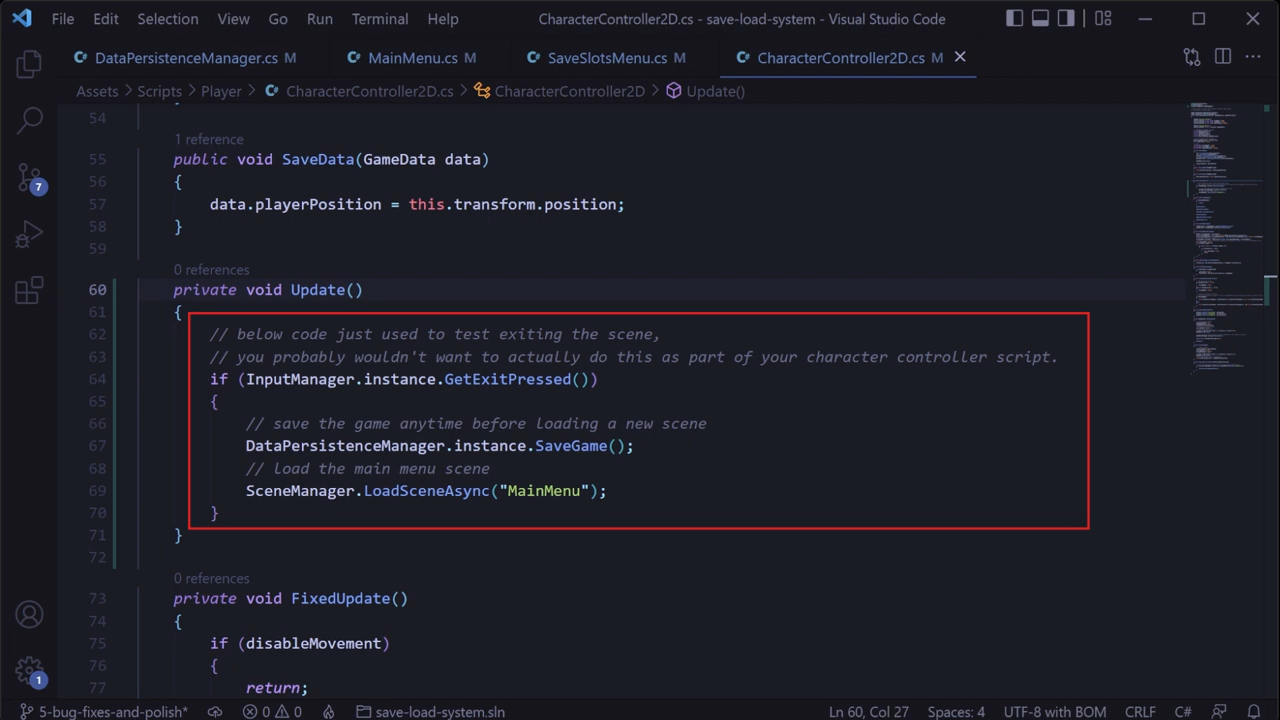 File Edit Selection View Go Run Terminal Help CharacterController2D.cs - save-load-system - Visual Studio Code
DataPersistenceManager.cs M MainMenu.cs M SaveSlotsMenu.cs M CharacterController2D.cs M
Assets > Scripts > Player > CharacterController2D.cs > CharacterController2D > Update()
54
1 reference
55 public void SaveData(GameData data)
56 {
57 data.playerPosition = this.transform.position;
58 }
59
0 references
60 private void Update()
61 {
62 // below code just used to test exiting the scene,
63 // you probably wouldn't want to actually do this as part of your character controller script.
64 if (InputManager.instance.GetExitPressed())
65 {
66 // save the game anytime before loading a new scene
67 DataPersistenceManager.instance.SaveGame();
68 // load the main menu scene
69 SceneManager.LoadSceneAsync("MainMenu");
70 }
71 }
72
0 references
73 private void FixedUpdate()
74 {
75 if (disableMovement)
76 {
77 return;
7
1
5-bug-fixes-and-polish* 0 0 save-load-system.sln Ln 60, Col 27 Spaces: 4 UTF-8 with BOM CRLF C#